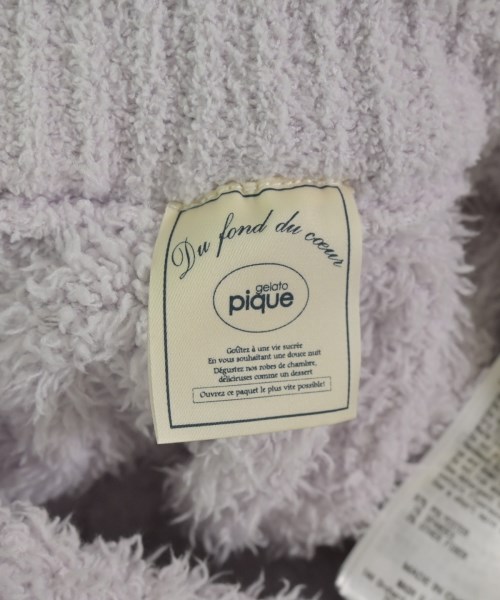 Du fond du cœur
gelato
pique
Goûtez à une vie sucrée
En vous souhaitant une douce nuit
Dégustez nos robes de chambre,
délicieuses comme un dessert
Ouvrez ce paquet le plus vite possible!